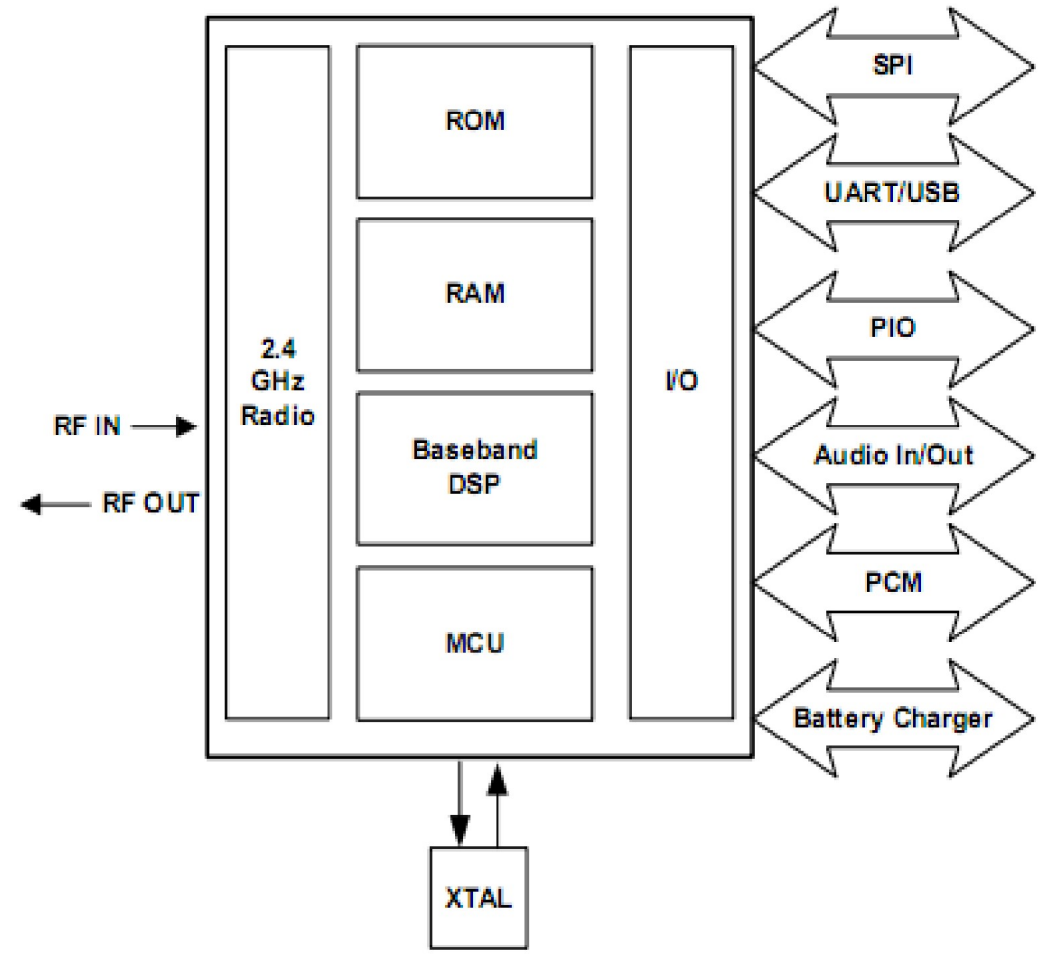 ROM
SPI
UART/USB
RAM
PIO
2.4
GHz
Radio
I/O
RF IN
Baseband
DSP
Audio In/Out
RF OUT
PCM
MCU
Battery Charger
XTAL